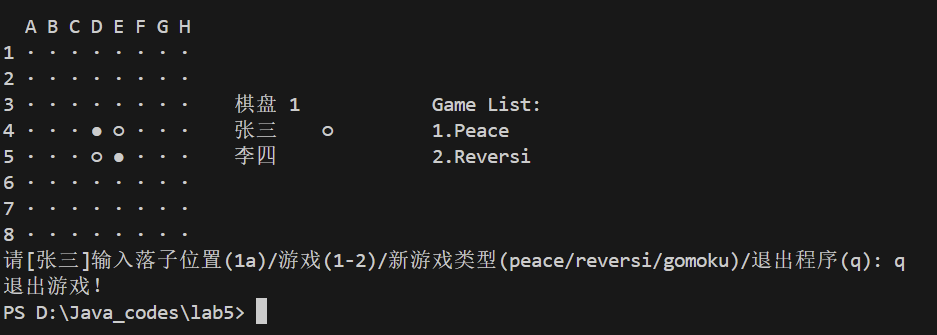 A B C D E F G H
1 · · · · · · · ·
2 · · · · · · · ·
3 · · · · · · · · 棋盘 1 Game List:
4 · · · ● ○ · · · 张三 ○ 1.Peace
5 · · · ○ ● · · · 李四 2.Reversi
6 · · · · · · · ·
7 · · · · · · · ·
8 · · · · · · · ·
请[张三]输入落子位置(1a)/游戏(1-2)/新游戏类型(peace/reversi/gomoku)/退出程序(q): q
退出游戏!
PS D:\Java_codes\lab5>